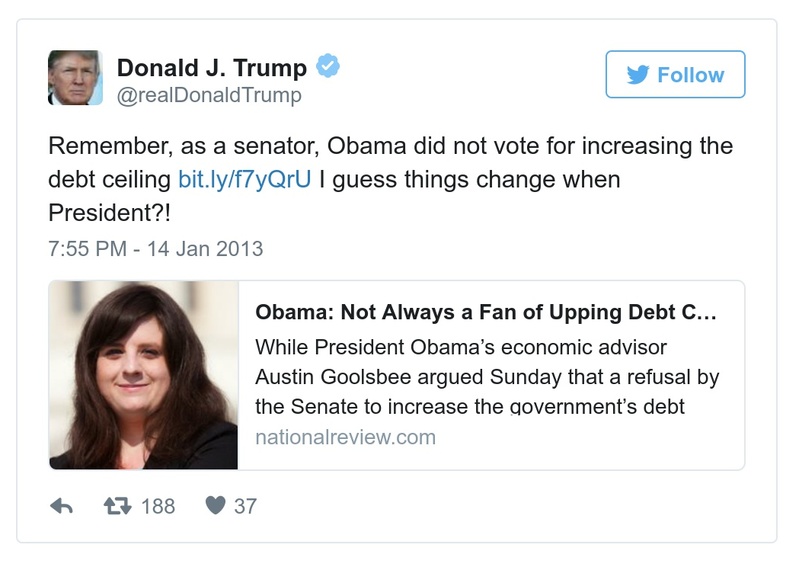 Donald J. Trump
@realDonaldTrump
Follow
Remember, as a senator, Obama did not vote for increasing the
debt ceiling bit.ly/f7yQrU I guess things change when
President?!
7:55 PM - 14 Jan 2013
Obama: Not Always a Fan of Upping Debt C...
While President Obama’s economic advisor
Austin Goolsbee argued Sunday that a refusal by
the Senate to increase the government’s debt
nationalreview.com
188
37